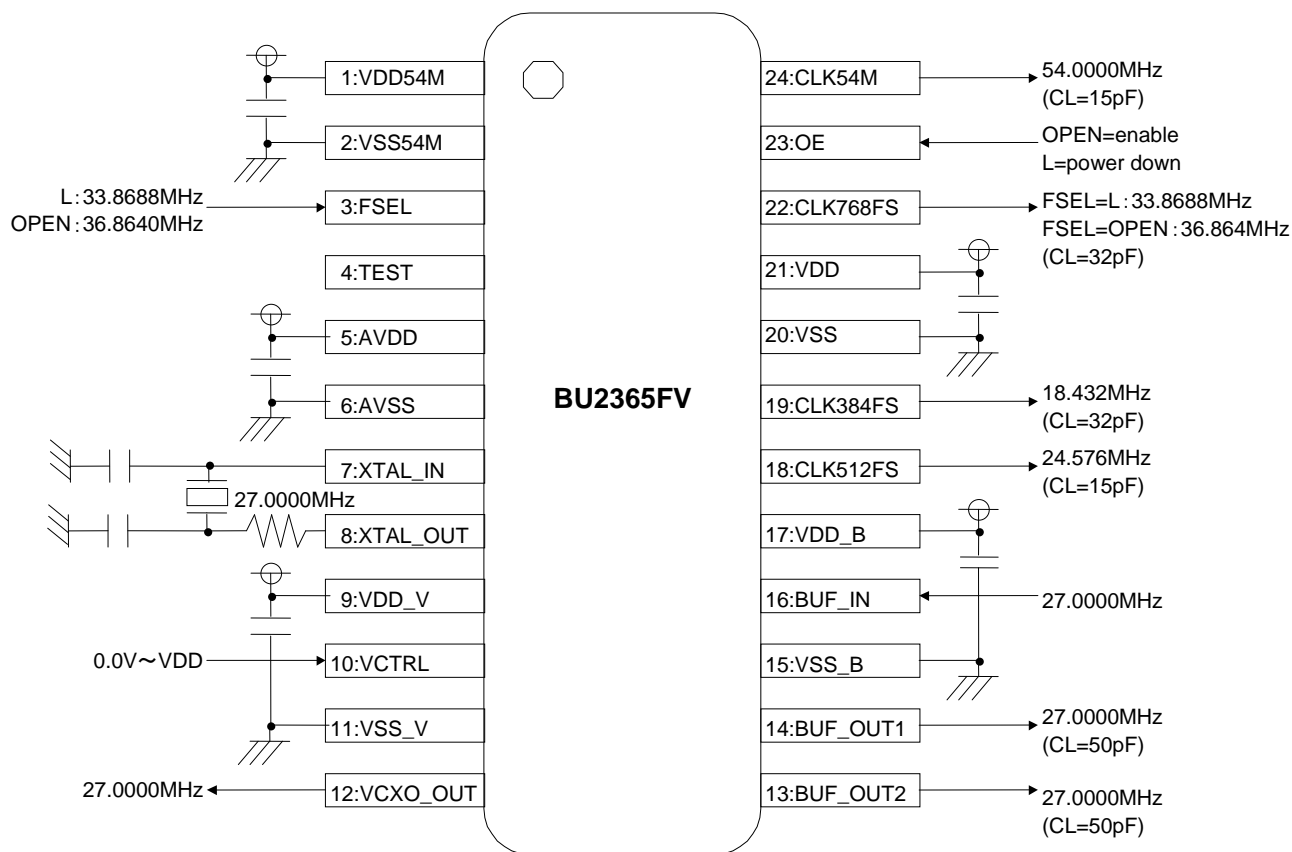 1:VDD54M
2:VSS54M
L:33.8688MHz
OPEN:36.8640MHz
3:FSEL
4:TEST
5:AVDD
6:AVSS
7:XTAL_IN
27.0000MHz
8:XTAL_OUT
9:VDD_V
0.0V～VDD
10:VCTRL
11:VSS_V
27.0000MHz
12:VCXO_OUT
BU2365FV
24:CLK54M
54.0000MHz
(CL=15pF)
23:OE
OPEN=enable
L=power down
22:CLK768FS
FSEL=L:33.8688MHz
FSEL=OPEN:36.864MHz
(CL=32pF)
21:VDD
20:VSS
19:CLK384FS
18.432MHz
(CL=32pF)
18:CLK512FS
24.576MHz
(CL=15pF)
17:VDD_B
16:BUF_IN
27.0000MHz
15:VSS_B
14:BUF_OUT1
27.0000MHz
(CL=50pF)
13:BUF_OUT2
27.0000MHz
(CL=50pF)